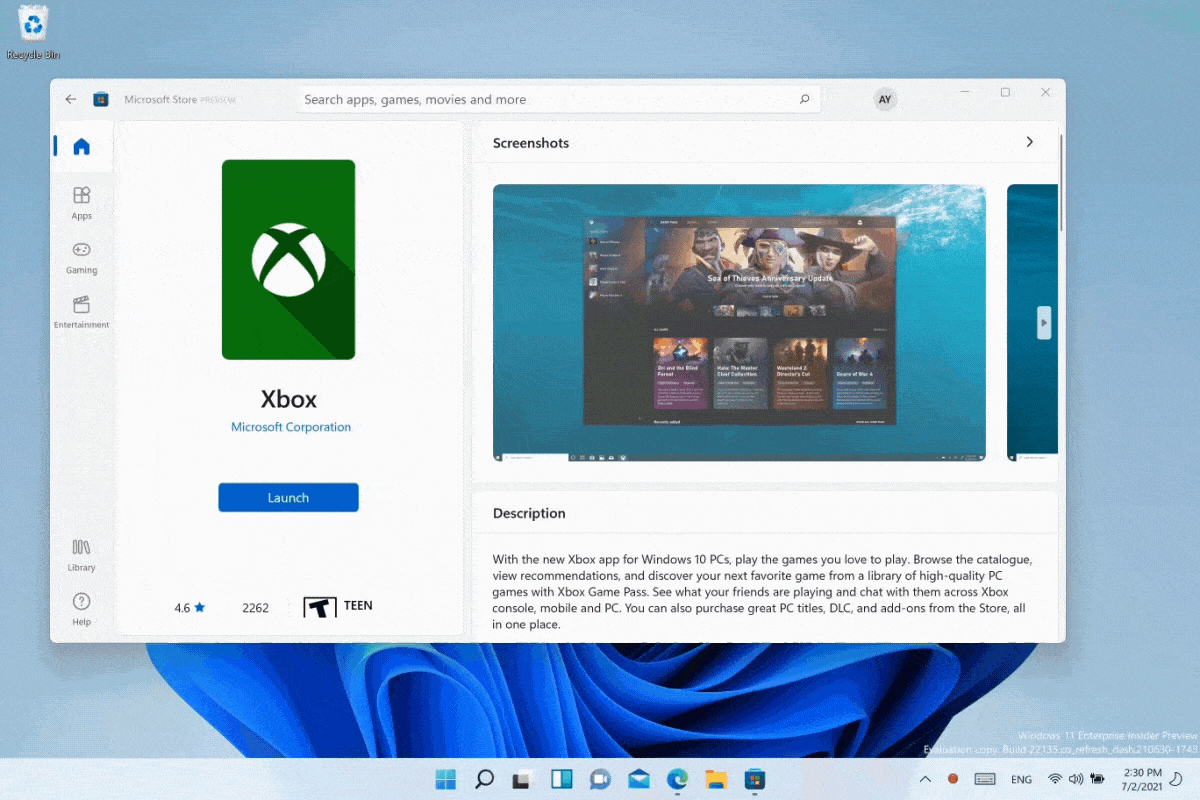 Recycle Bin
Microsoft Store PREVIEW
Search apps, games, movies and more
AY
Apps
Gaming
Entertainment
Library
Help
Xbox
Microsoft Corporation
Launch
4.6
2262
T
TEEN
Screenshots
Sea of Thieves Anniversary Update
Ori and the Blind
Forest
Halo: The Master
Chief Collection
Wasteland 2:
Director's Cut
Gears of War 4
Recently added
Description
With the new Xbox app for Windows 10 PCs, play the games you love to play. Browse the catalogue,
view recommendations, and discover your next favorite game from a library of high-quality PC
games with Xbox Game Pass. See what your friends are playing and chat with them across Xbox
console, mobile and PC. You can also purchase great PC titles, DLC, and add-ons from the Store, all
in one place.
Windows 11 Enterprise Insider Preview
Evaluation copy. Build 22135.co_refresh_dash.210630-1743
ENG
2:30 PM
7/2/2021